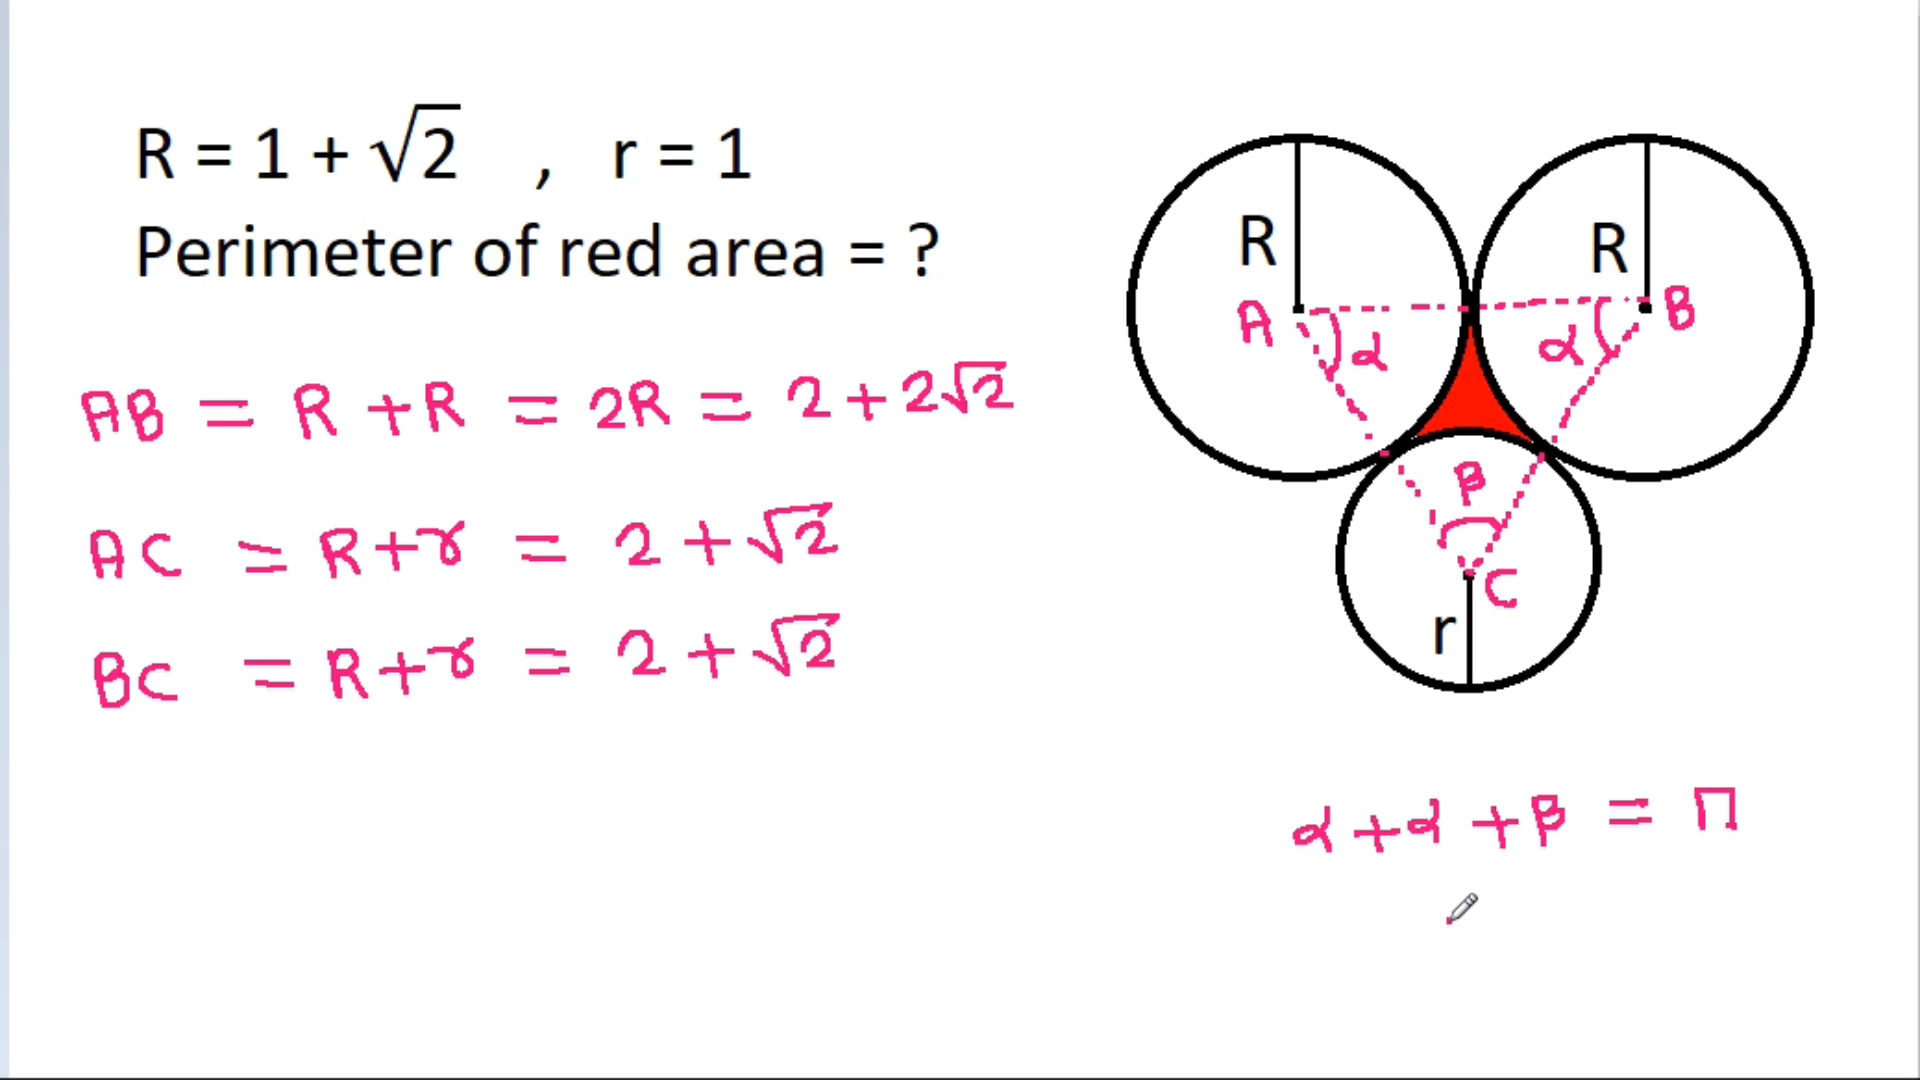 R = 1 + √2 , r = 1
Perimeter of red area = ?
AB = R + R = 2R = 2 + 2√2
AC = R + r = 2 + √2
BC = R + r = 2 + √2
R
R
A
α
α
B
β
C
r
α + α + β = π